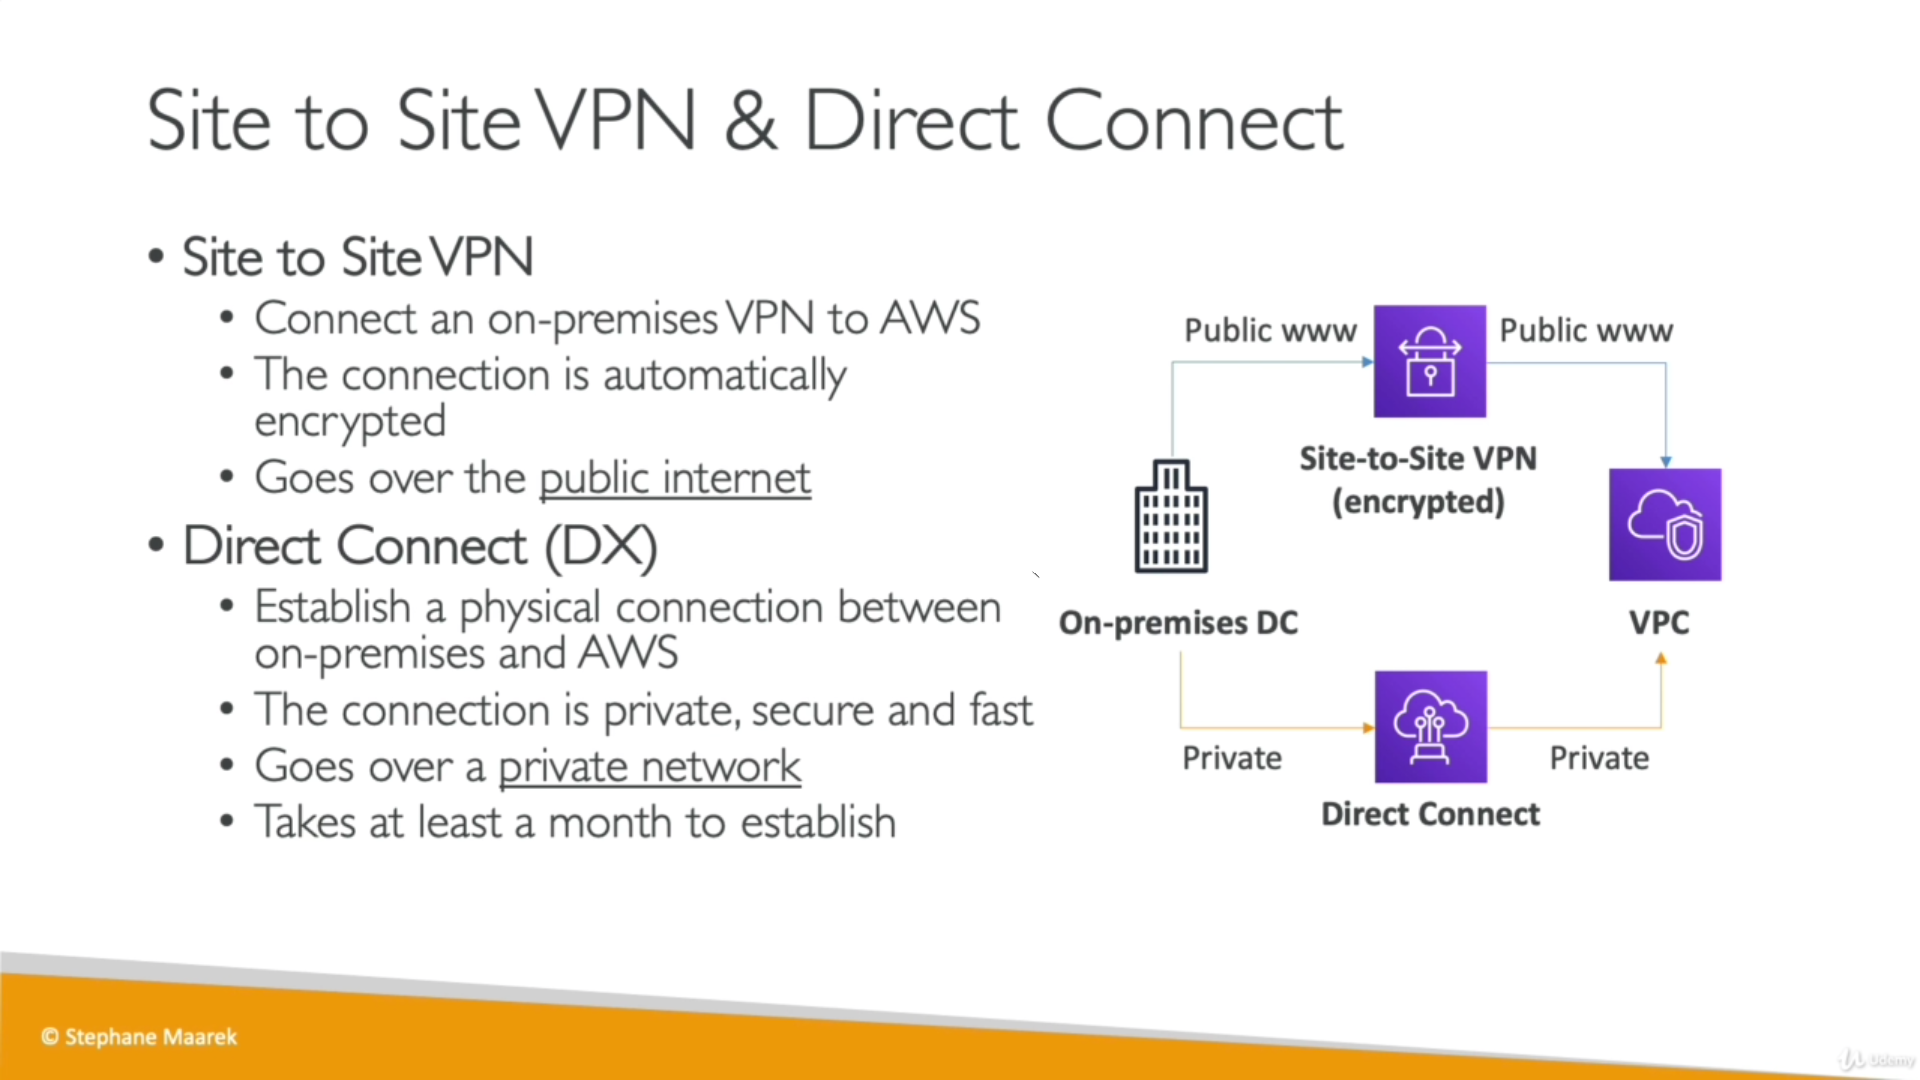 Site to Site VPN & Direct Connect
• Site to Site VPN
• Connect an on-premises VPN to AWS
• The connection is automatically
encrypted
• Goes over the public internet
• Direct Connect (DX)
• Establish a physical connection between
on-premises and AWS
• The connection is private, secure and fast
• Goes over a private network
• Takes at least a month to establish
Public www
Public www
Site-to-Site VPN
(encrypted)
On-premises DC
VPC
Private
Private
Direct Connect
© Stephane Maarek
Udemy